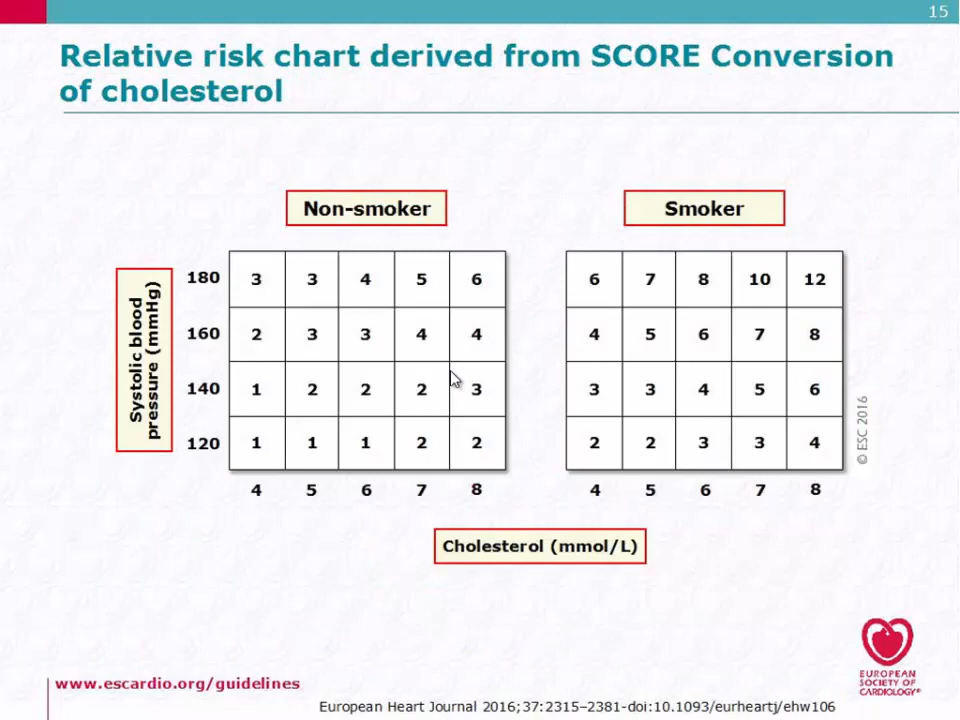 15
Relative risk chart derived from SCORE Conversion
of cholesterol
Non-smoker
Smoker
Systolic blood
pressure (mmHg)
180 3 3 4 5 6 6 7 8 10 12
160 2 3 3 4 4 4 5 6 7 8
140 1 2 2 2 3 3 3 4 5 6
120 1 1 1 2 2 2 2 3 3 4
4 5 6 7 8 4 5 6 7 8
© ESC 2016
Cholesterol (mmol/L)
EUROPEAN
SOCIETY OF
CARDIOLOGY®
www.escardio.org/guidelines
European Heart Journal 2016;37:2315–2381-doi:10.1093/eurheartj/ehw106